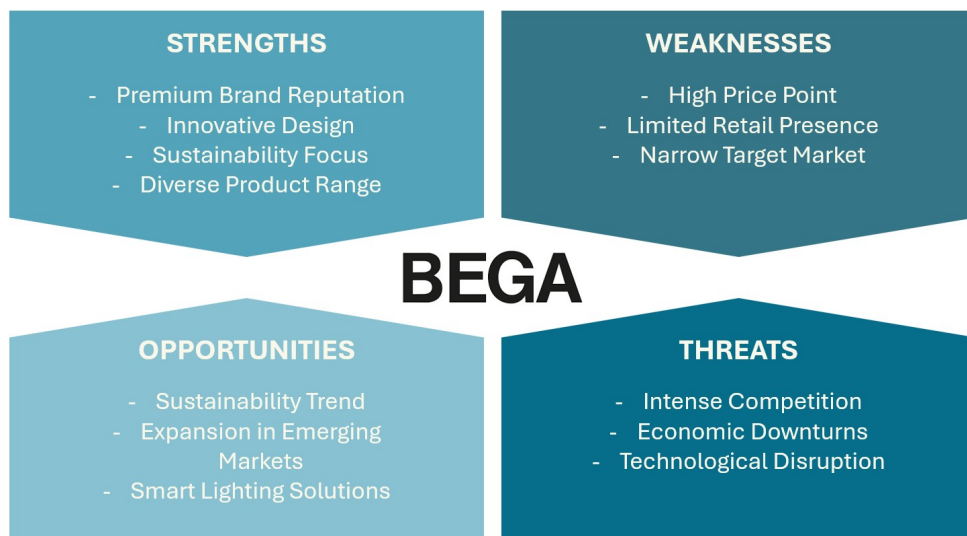 STRENGTHS
- Premium Brand Reputation
- Innovative Design
- Sustainability Focus
- Diverse Product Range
WEAKNESSES
- High Price Point
- Limited Retail Presence
- Narrow Target Market
BEGA
OPPORTUNITIES
- Sustainability Trend
- Expansion in Emerging
Markets
- Smart Lighting Solutions
THREATS
- Intense Competition
- Economic Downturns
- Technological Disruption